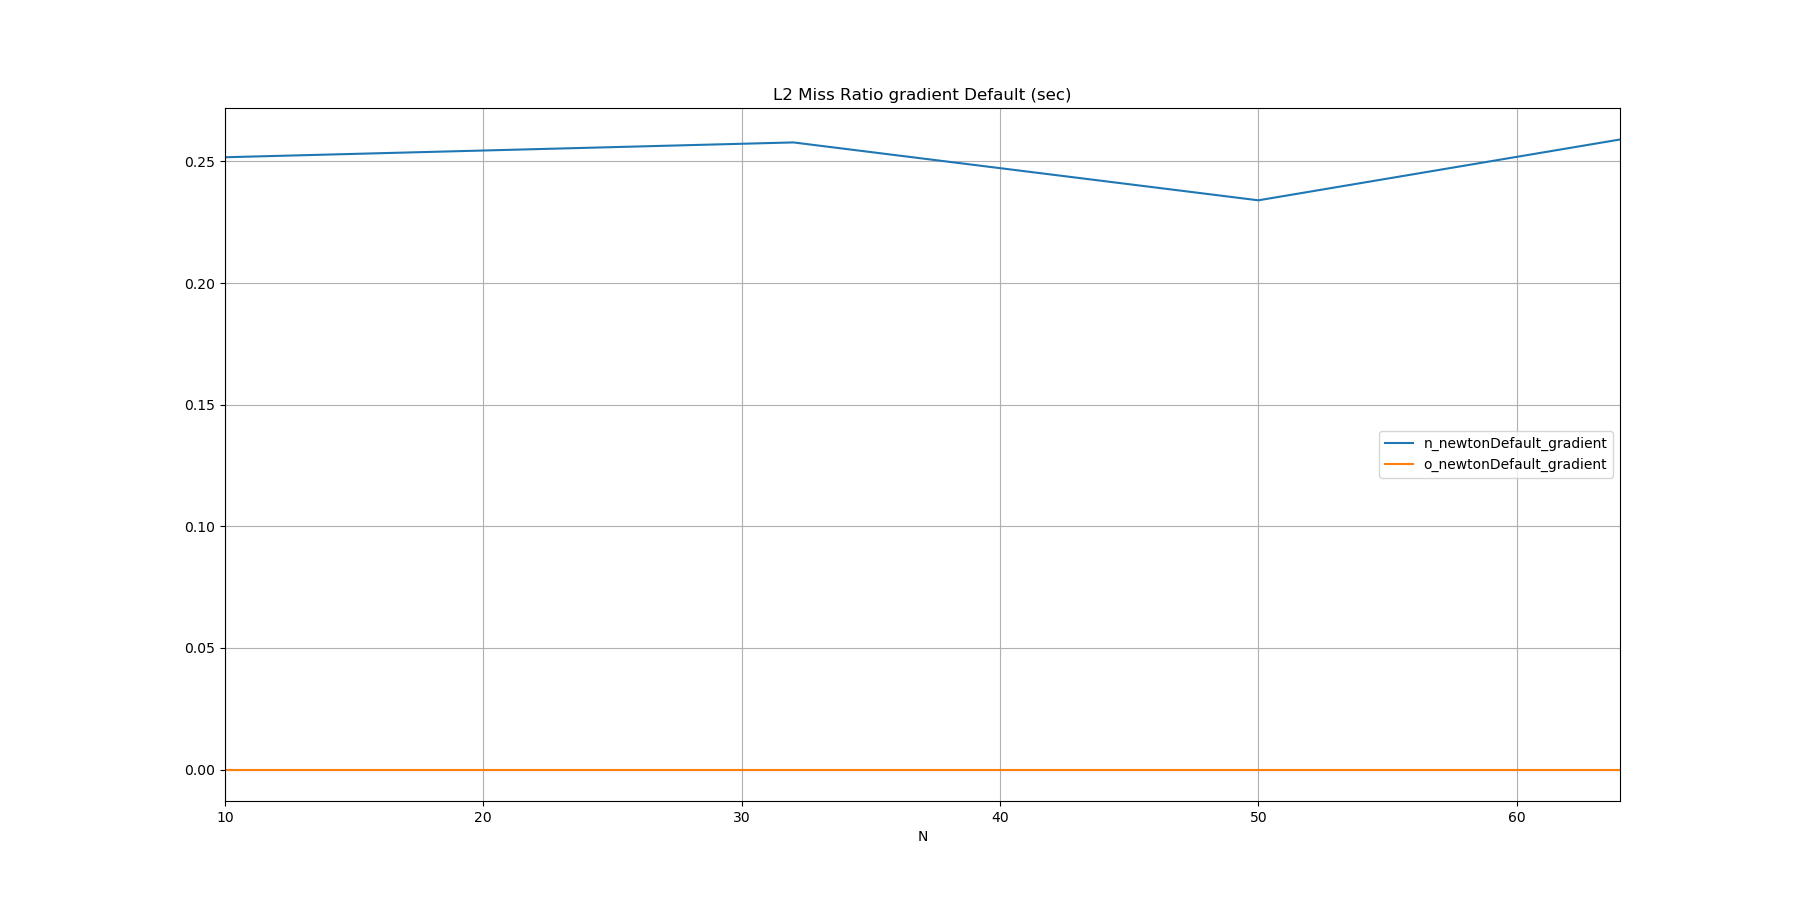 L2 Miss Ratio gradient Default (sec)
0.25
0.20
0.15
n_newtonDefault_gradient
o_newtonDefault_gradient
0.10
0.05
0.00
10 20 30 40 50 60
N